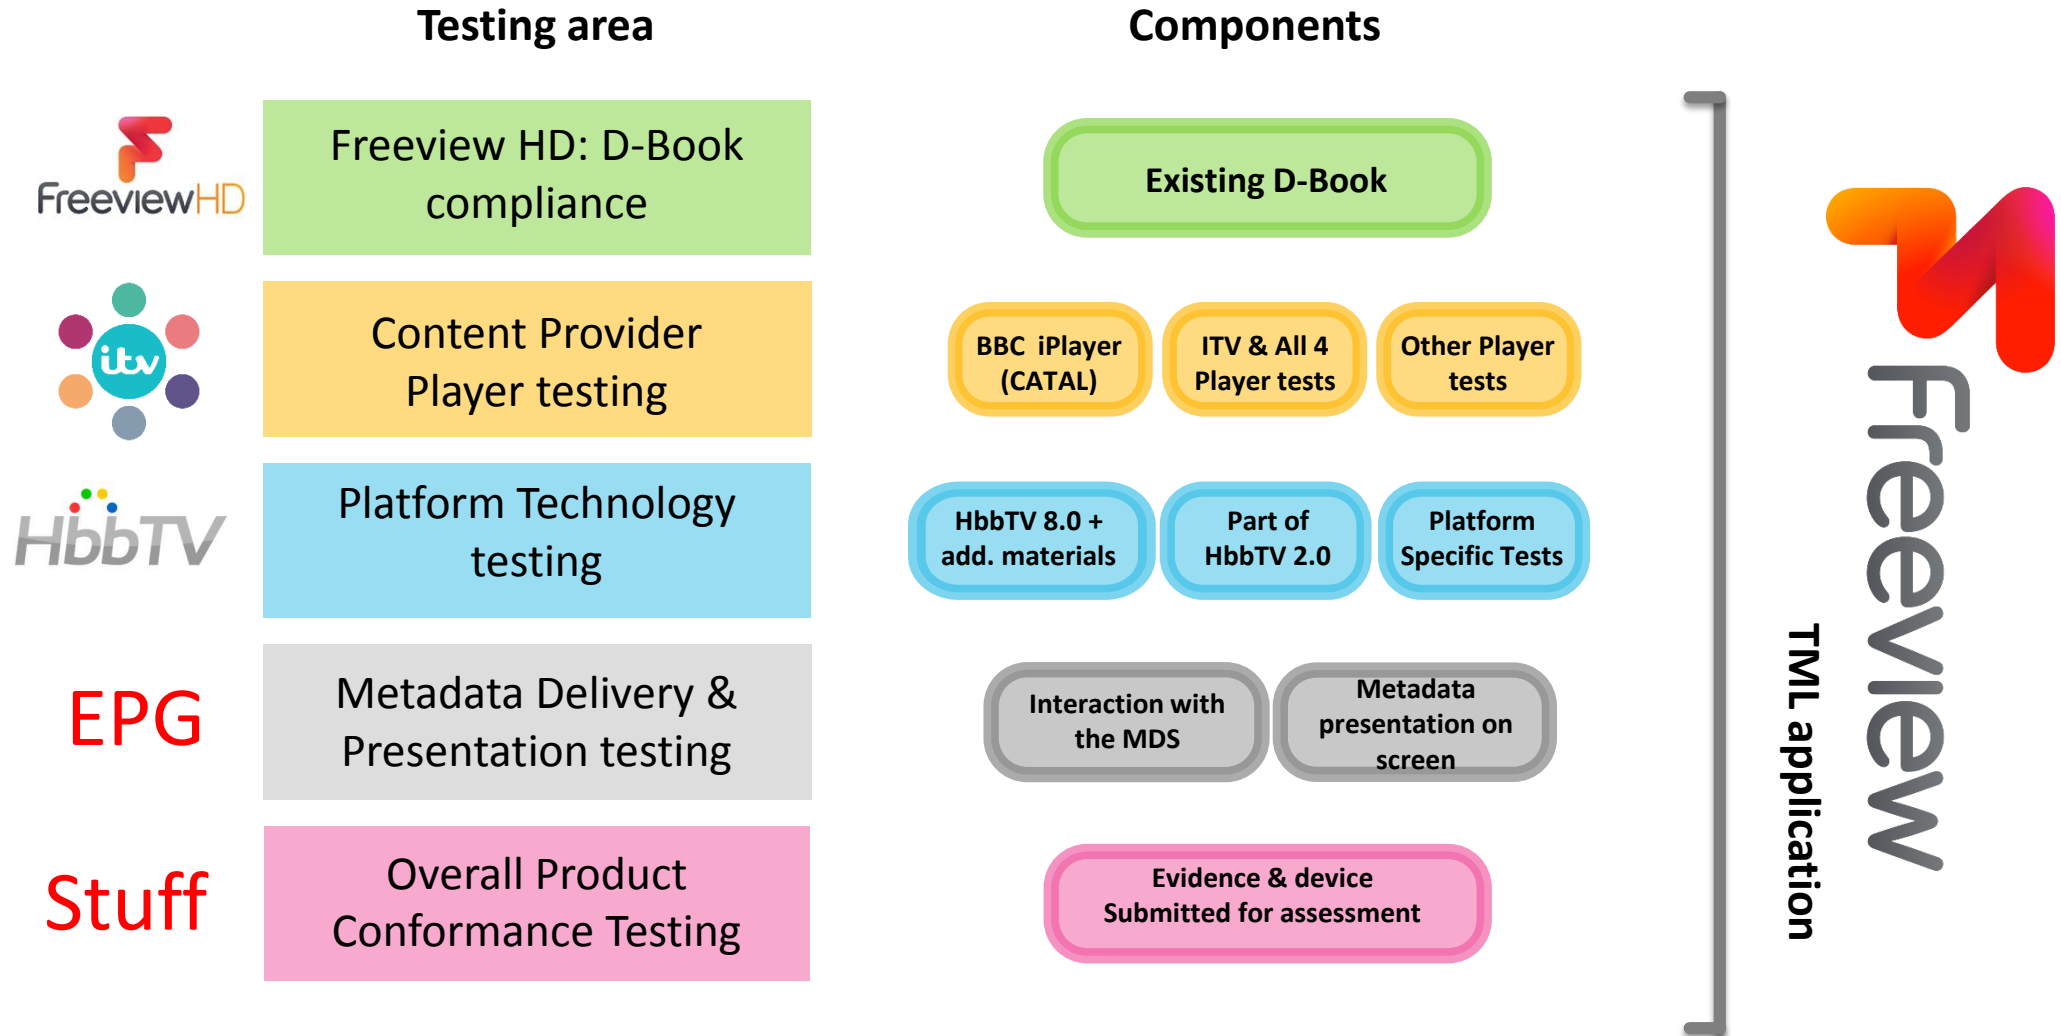 Testing area
Components
FreeviewHD
Freeview HD: D-Book
compliance
Existing D-Book
itv
Content Provider
Player testing
BBC iPlayer
(CATAL)
ITV & All 4
Player tests
Other Player
tests
HbbTV
Platform Technology
testing
HbbTV 8.0 +
add. materials
Part of
HbbTV 2.0
Platform
Specific Tests
EPG
Metadata Delivery &
Presentation testing
Interaction with
the MDS
Metadata
presentation on
screen
Stuff
Overall Product
Conformance Testing
Evidence & device
Submitted for assessment
TML application
Freeview